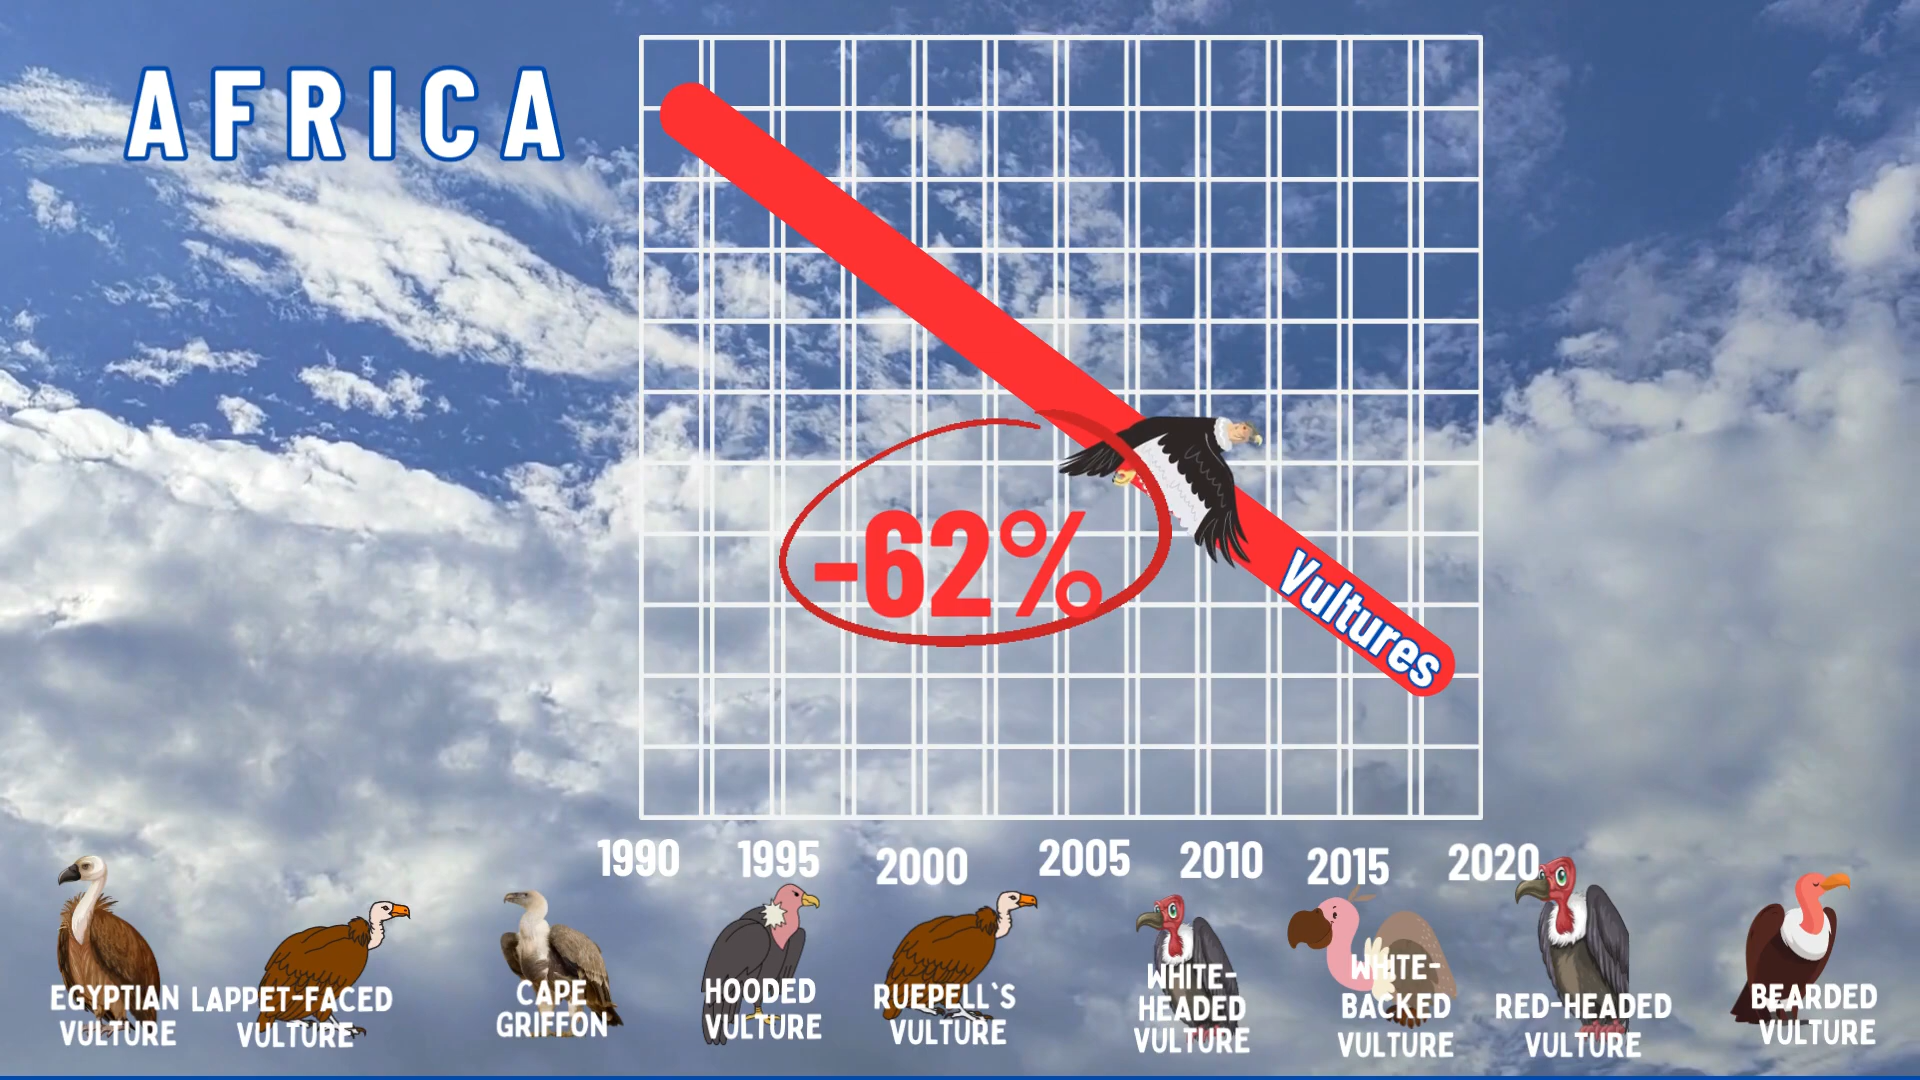 AFRICA
-62%
Vultures
1990 1995 2000 2005 2010 2015 2020
EGYPTIAN
VULTURE
LAPPET-FACED
VULTURE
CAPE
GRIFFON
HOODED
VULTURE
RUEPELL`S
VULTURE
WHITE-
HEADED
VULTURE
WHITE-
BACKED
VULTURE
RED-HEADED
VULTURE
BEARDED
VULTURE